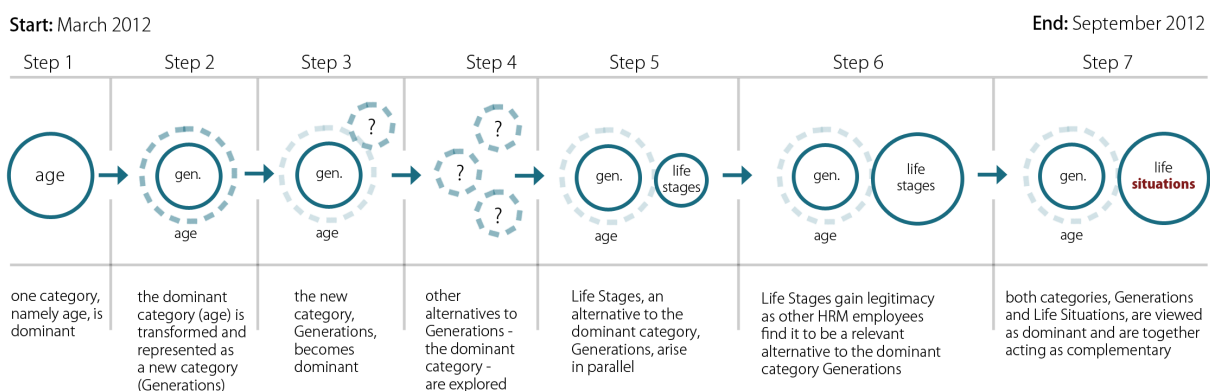 Start: March 2012
End: September 2012
Step 1
Step 2
Step 3
Step 4
Step 5
Step 6
Step 7
age
gen.
age
?
gen.
age
?
?
?
gen.
life
stages
age
gen.
life
stages
age
gen.
life
situations
age
one category,
namely age, is
dominant
the dominant
category (age) is
transformed and
represented as
a new category
(Generations)
the new
category,
Generations,
becomes
dominant
other
alternatives to
Generations -
the dominant
category -
are explored
Life Stages, an
alternative to the
dominant category,
Generations, arise
in parallel
Life Stages gain legitimacy
as other HRM employees
find it to be a relevant
alternative to the dominant
category Generations
both categories, Generations
and Life Situations, are viewed
as dominant and are together
acting as complementary